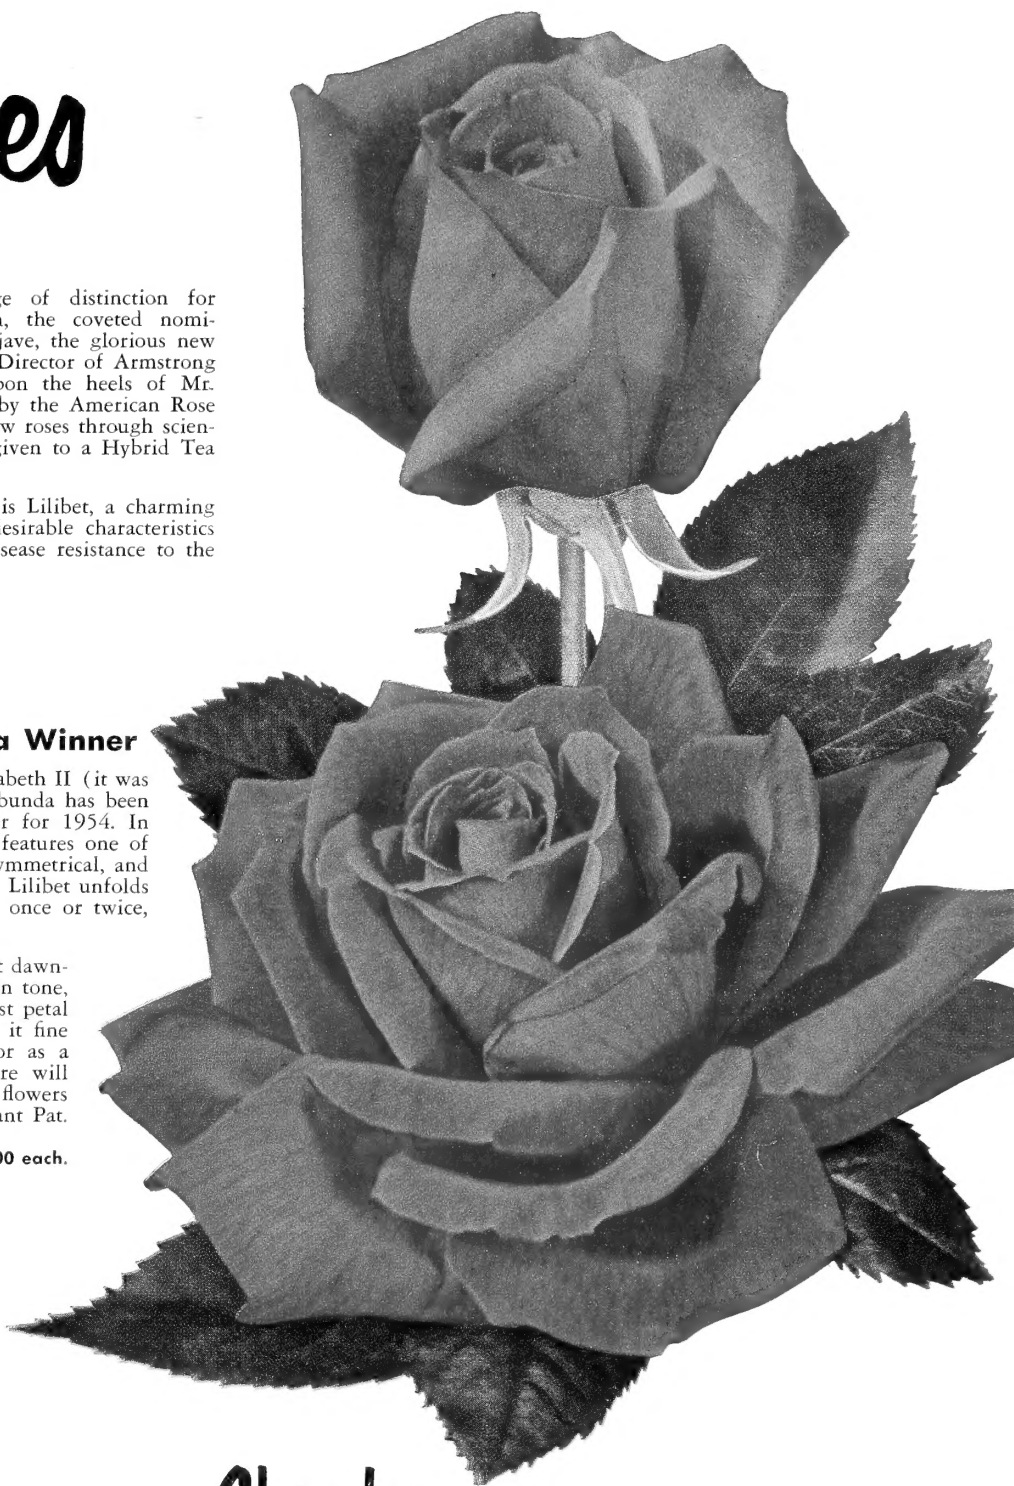 es
ge of distinction for
n, the coveted nomi-
jave, the glorious new
Director of Armstrong
pon the heels of Mr.
by the American Rose
w roses through scien-
given to a Hybrid Tea
is Lilibet, a charming
desirable characteristics
sease resistance to the
a Winner
abeth II (it was
bunda has been
r for 1954. In
features one of
ymmetrical, and
Lilibet unfolds
once or twice,
t dawn-
n tone,
st petal
it fine
or as a
re will
flowers
ant Pat.
00 each.